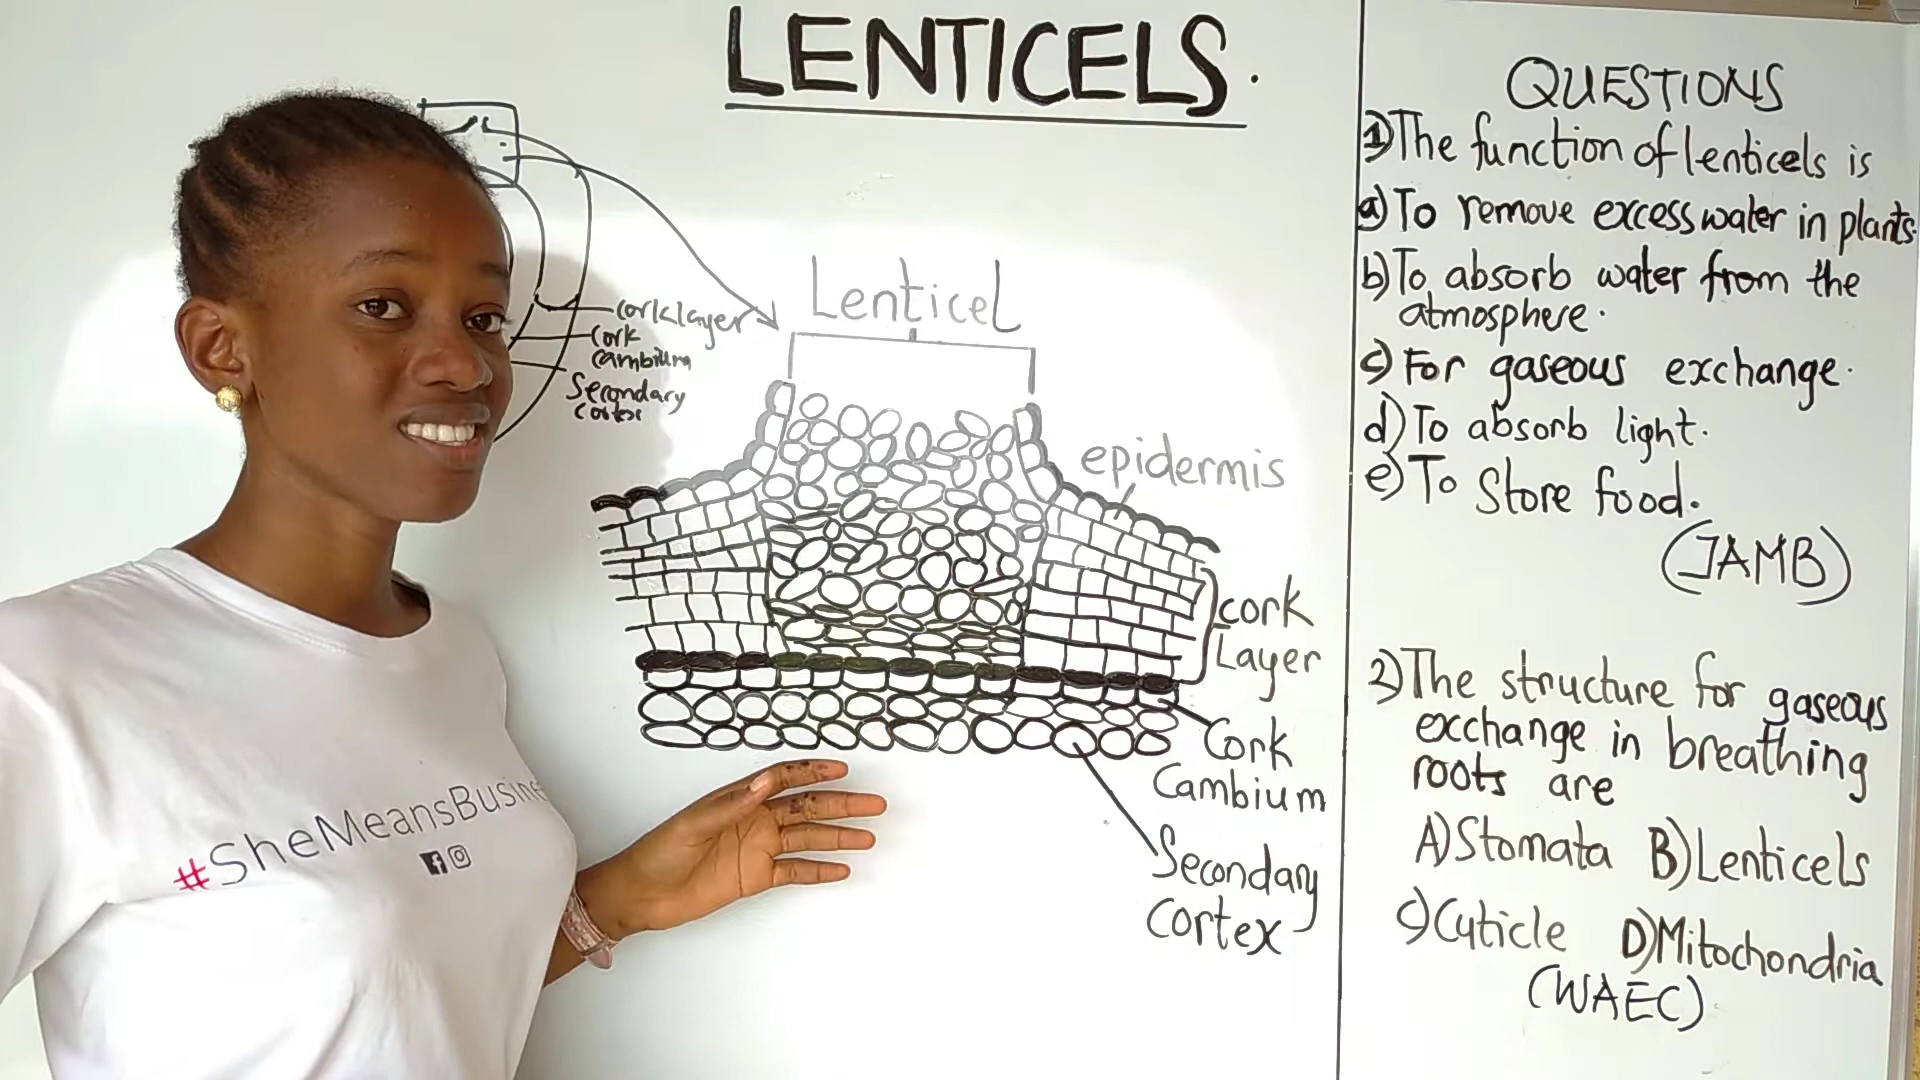 LENTICELS.
cork layer
Cork
Cambium
Secondary
cortex
Lenticel
epidermis
cork
Layer
Cork
Cambium
Secondary
cortex
#SheMeansBusine
QUESTIONS
1) The function of lenticels is
a) To remove excess water in plants.
b) To absorb water from the
atmosphere.
c) For gaseous exchange.
d) To absorb light.
e) To Store food.
(JAMB)
2) The structure for gaseous
exchange in breathing
roots are
A) Stomata B) Lenticels
c) Cuticle D) Mitochondria
(WAEC)